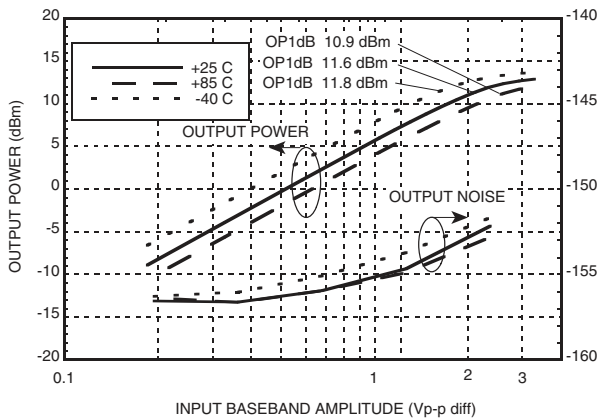 20
15
10
5
0
-5
-10
-15
-20
OUTPUT POWER (dBm)
+25 C
+85 C
-40 C
OP1dB 10.9 dBm
OP1dB 11.6 dBm
OP1dB 11.8 dBm
OUTPUT POWER
OUTPUT NOISE
-140
-144
-150
-156
-160
0.1
1
2
3
INPUT BASEBAND AMPLITUDE (Vp-p diff)